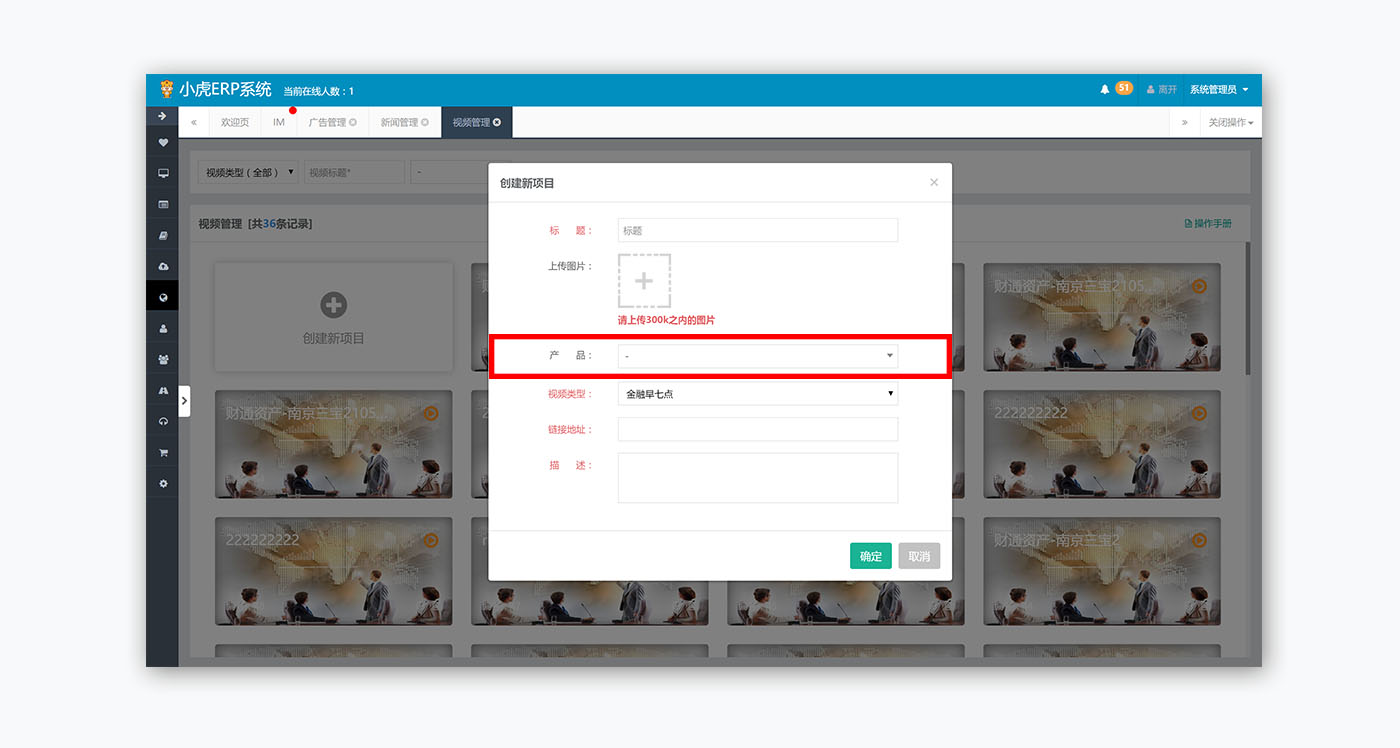 小虎ERP系统 当前在线人数：1
51 离开 系统管理员
« 欢迎页 IM 广告管理 新闻管理 视频管理 » 关闭操作
视频类型（全部） 视频标题* -
视频管理 [共36条记录] 操作手册
创建新项目
财通资产-南京三宝2105...
财通资产-南京三宝2105...
222222222
222222222
财通资产-南京三宝2
创建新项目 ×
标 题： 标题
上传图片：
请上传300k之内的图片
产 品： -
视频类型： 金融早七点
链接地址：
描 述：
确定 取消